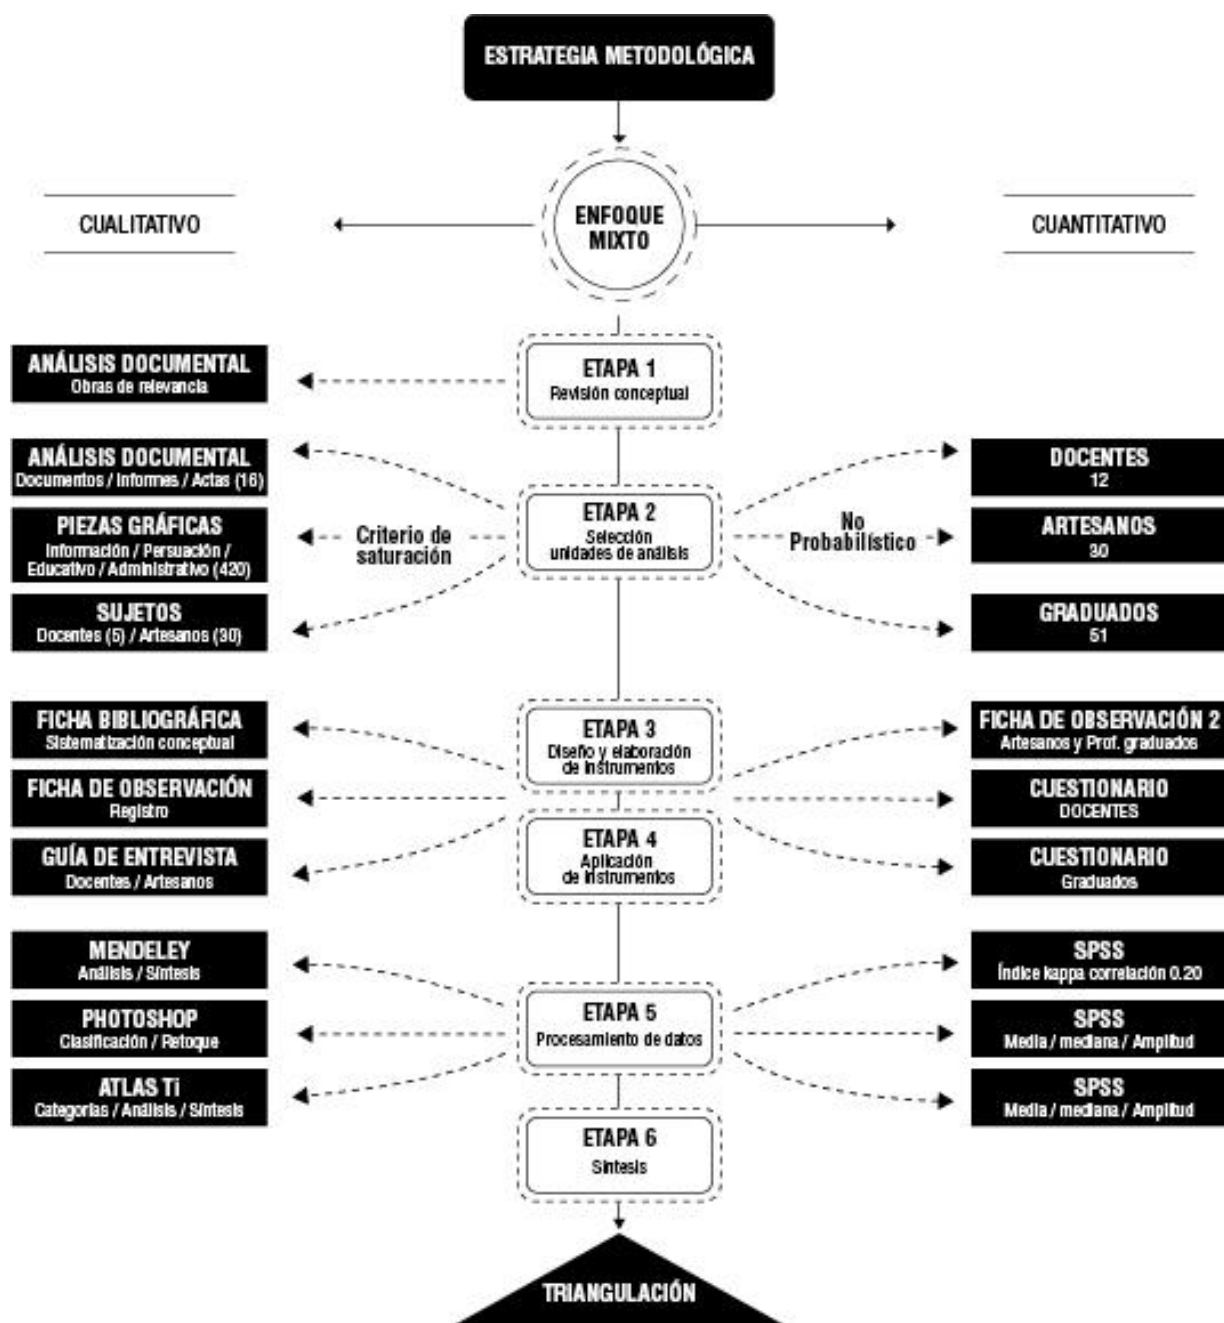 ESTRATEGIA METODOLÓGICA
ENFOQUE
MIXTO
CUALITATIVO
CUANTITATIVO
ETAPA 1
Revisión conceptual
ANÁLISIS DOCUMENTAL
Obras de relevancia
ETAPA 2
Selección
unidades de análisis
Criterio de
saturación
ANÁLISIS DOCUMENTAL
Documentos / Informes / Actas (16)
PIEZAS GRÁFICAS
Información / Persuación /
Educativo / Administrativo (420)
SUJETOS
Docentes (5) / Artesanos (30)
No
Probabilístico
DOCENTES
12
ARTESANOS
30
GRADUADOS
51
ETAPA 3
Diseño y elaboración
de Instrumentos
ETAPA 4
Aplicación
de Instrumentos
FICHA BIBLIOGRÁFICA
Sistematización conceptual
FICHA DE OBSERVACIÓN
Registro
GUÍA DE ENTREVISTA
Docentes / Artesanos
FICHA DE OBSERVACIÓN 2
Artesanos y Prof. graduados
CUESTIONARIO
DOCENTES
CUESTIONARIO
Graduados
ETAPA 5
Procesamiento de datos
MENDELEY
Análisis / Síntesis
PHOTOSHOP
Clasificación / Retoque
ATLAS Ti
Categorías / Análisis / Síntesis
SPSS
Índice kappa correlación 0.20
SPSS
Media / mediana / Amplitud
SPSS
Media / mediana / Amplitud
ETAPA 6
Síntesis
TRIANGULACIÓN